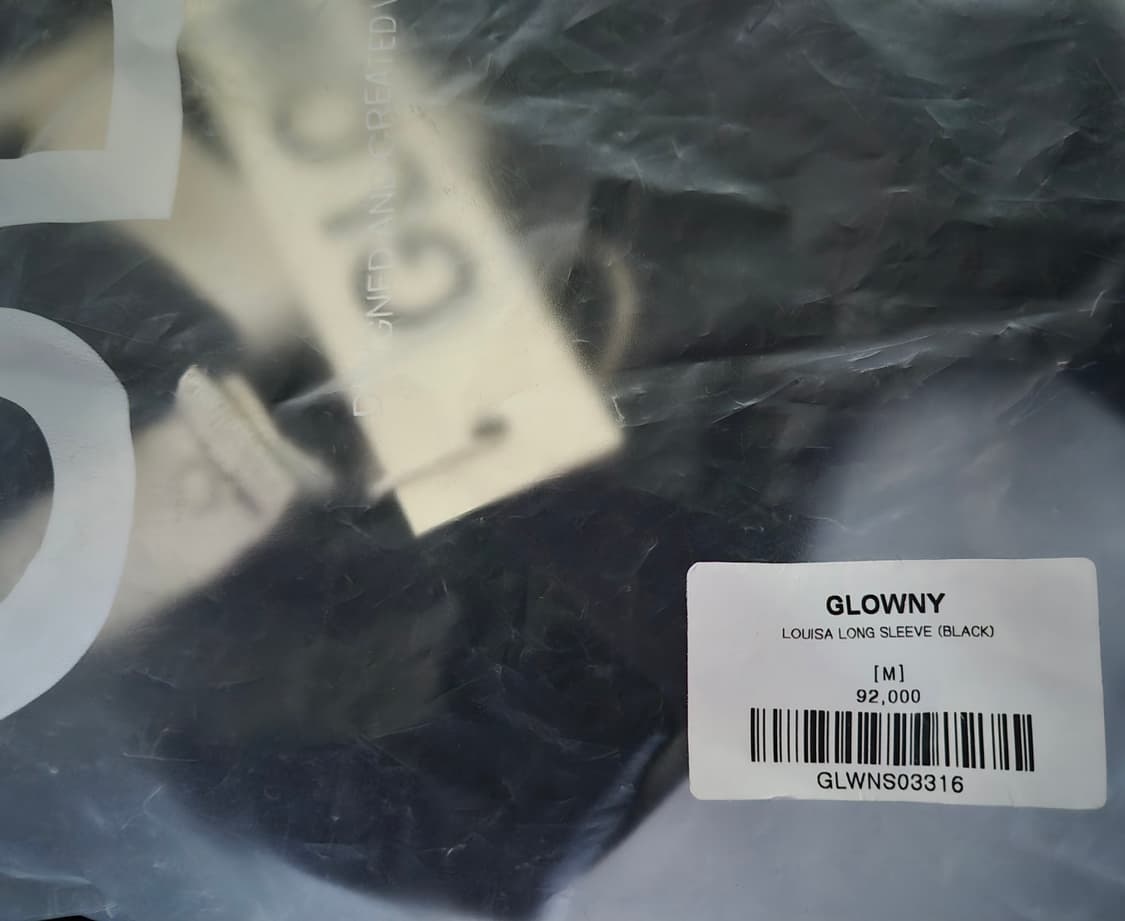 GLOWNY
LOUISA LONG SLEEVE (BLACK)
[M]
92,000
GLWNS03316